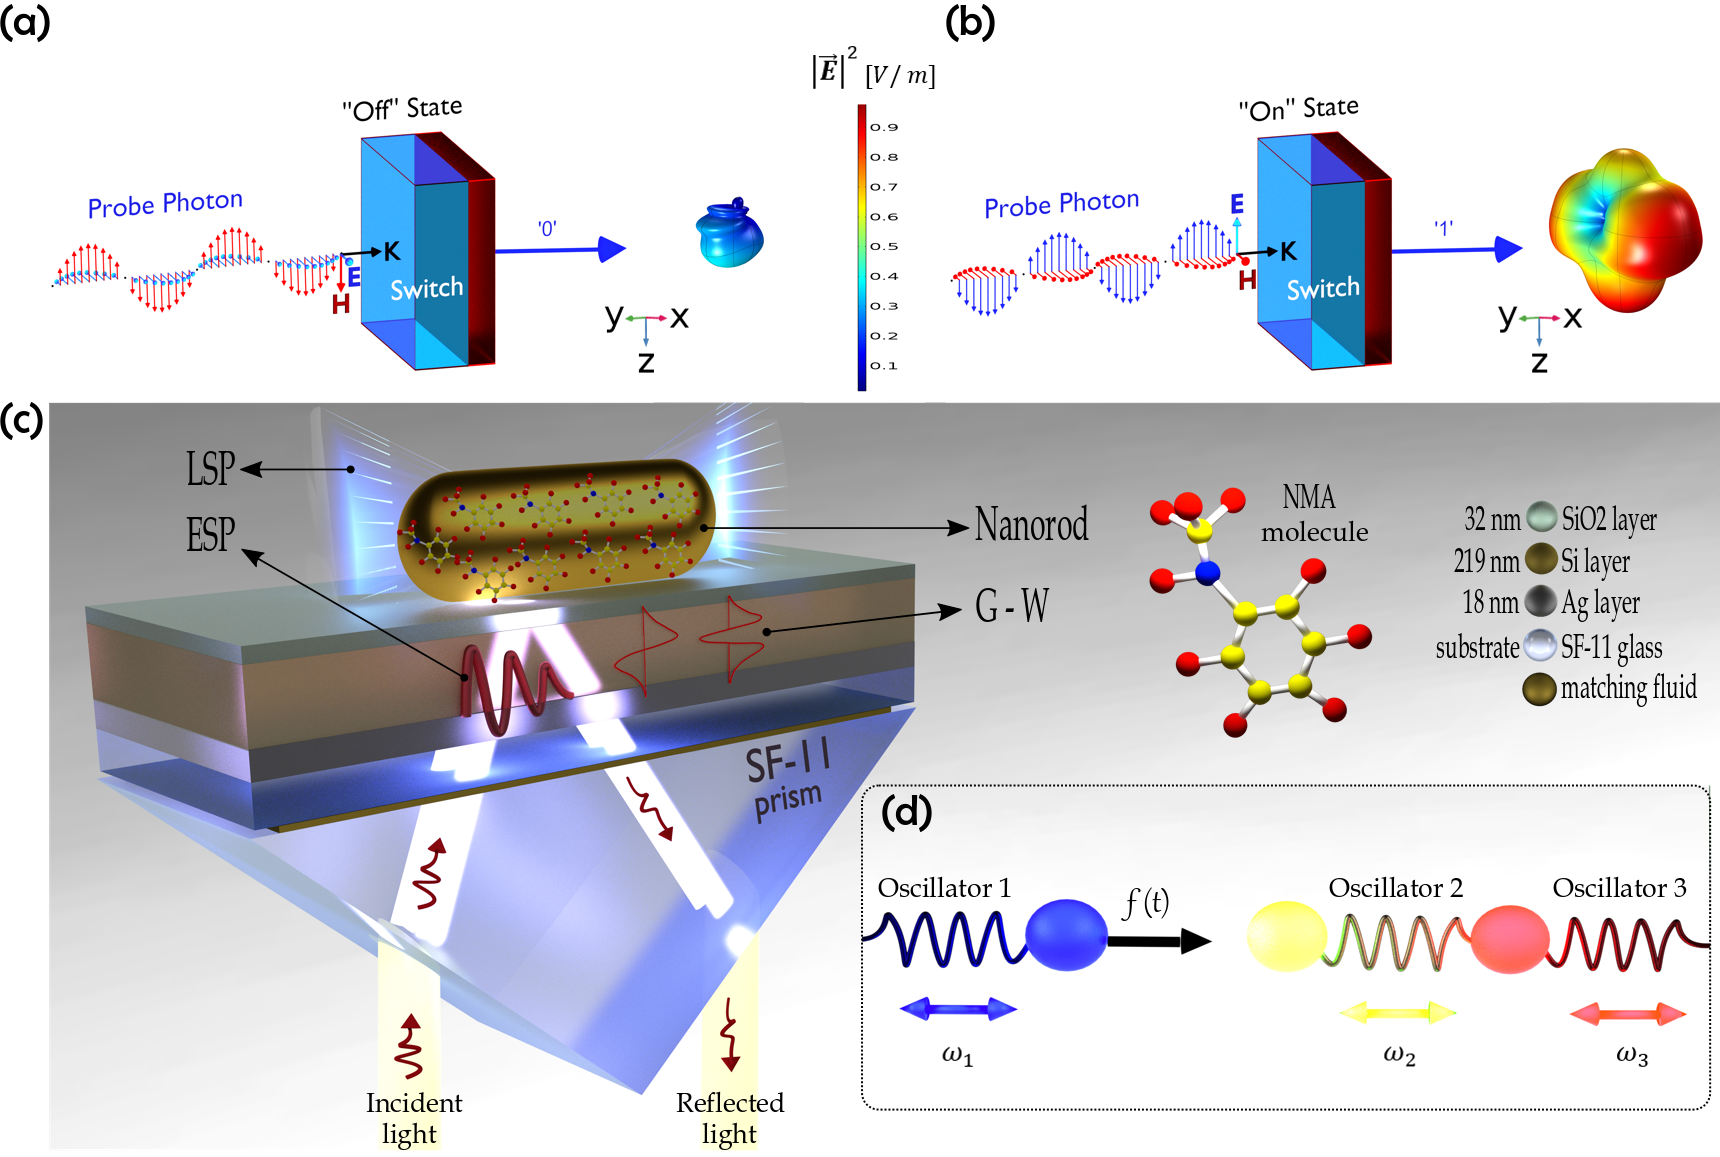 (a)
"Off" State
Probe Photon
K
E
H
Switch
'0'
y x
z
|E⃗|² [V/m]
0.9
0.8
0.7
0.6
0.5
0.4
0.3
0.2
0.1
(b)
"On" State
Probe Photon
E
K
H
Switch
'1'
y x
z
(c)
LSP
ESP
Nanorod
G - W
SF-11
prism
Incident
light
Reflected
light
NMA
molecule
32 nm SiO2 layer
219 nm Si layer
18 nm Ag layer
substrate SF-11 glass
matching fluid
(d)
Oscillator 1
f (t)
Oscillator 2
Oscillator 3
ω₁
ω₂
ω₃